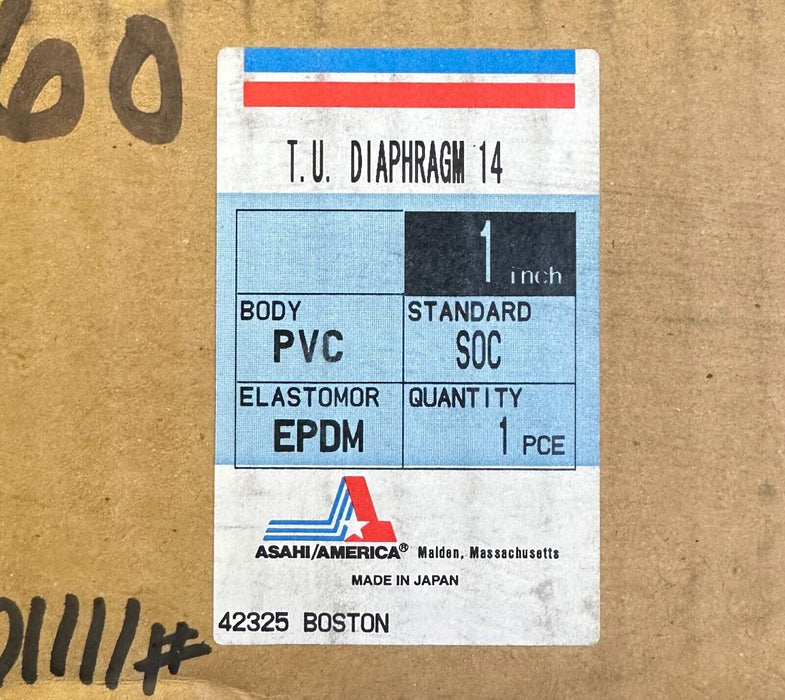 60
T.U. DIAPHRAGM 14
1 inch
BODY STANDARD
PVC SOC
ELASTOMOR QUANTITY
EPDM 1 PCE
ASAHI/AMERICA® Malden, Massachusetts
MADE IN JAPAN
42325 BOSTON